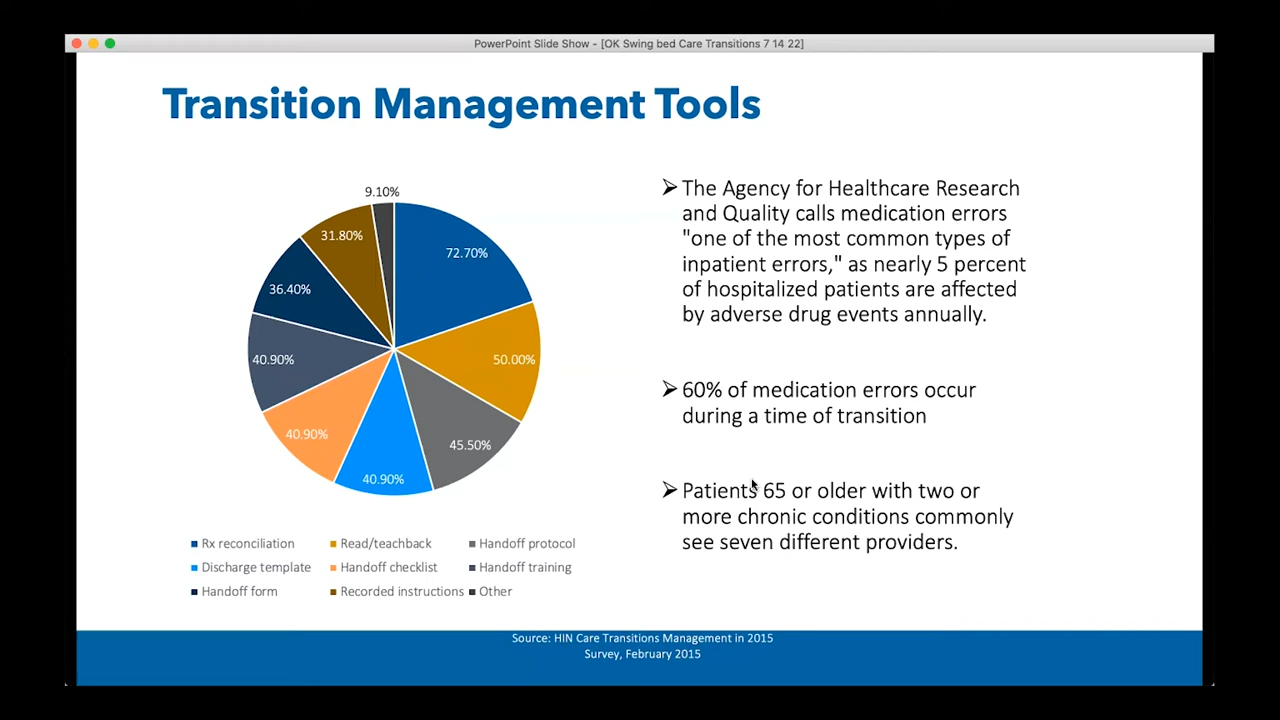 PowerPoint Slide Show - [OK Swing bed Care Transitions 7 14 22]
Transition Management Tools
9.10%
31.80%
72.70%
36.40%
40.90%
50.00%
40.90%
45.50%
40.90%
Rx reconciliation
Read/teachback
Handoff protocol
Discharge template
Handoff checklist
Handoff training
Handoff form
Recorded instructions
Other
The Agency for Healthcare Research
and Quality calls medication errors
"one of the most common types of
inpatient errors," as nearly 5 percent
of hospitalized patients are affected
by adverse drug events annually.
60% of medication errors occur
during a time of transition
Patients 65 or older with two or
more chronic conditions commonly
see seven different providers.
Source: HIN Care Transitions Management in 2015
Survey, February 2015